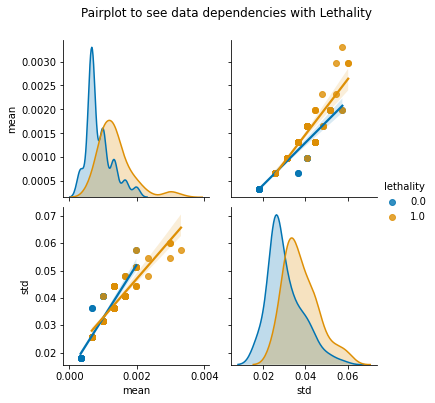 Pairplot to see data dependencies with Lethality
0.0030
0.0025
0.0020
0.0015
0.0010
0.0005
mean
lethality
0.0
1.0
0.07
0.06
0.05
0.04
0.03
0.02
std
0.000 0.002 0.004
mean
0.02 0.04 0.06
std